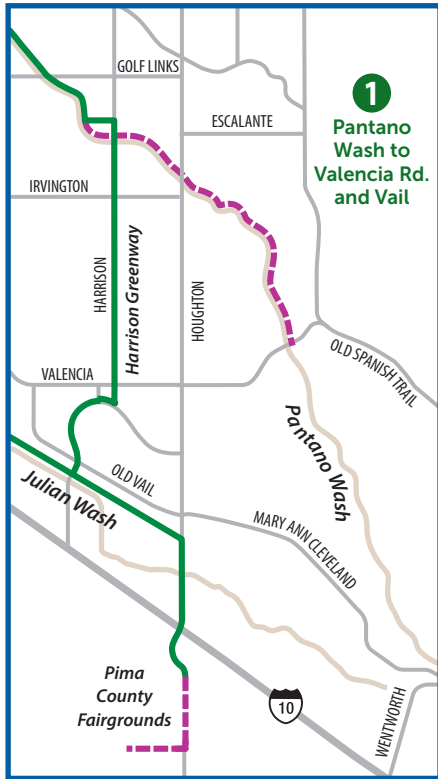 GOLF LINKS
1
Pantano
Wash to
Valencia Rd.
and Vail
ESCALANTE
IRVINGTON
HARRISON
Harrison Greenway
HOUGHTON
OLD SPANISH TRAIL
VALENCIA
Pantano Wash
OLD VAIL
Julian Wash
MARY ANN CLEVELAND
Pima
County
Fairgrounds
10
WENTWORTH